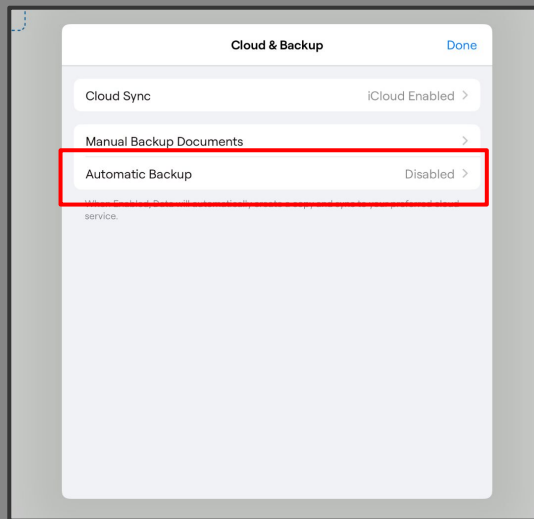 Cloud & Backup
Done
Cloud Sync
iCloud Enabled >
Manual Backup Documents
>
Automatic Backup
Disabled >
When Enabled, Data will automatically create a copy and sync to your preferred cloud
service.